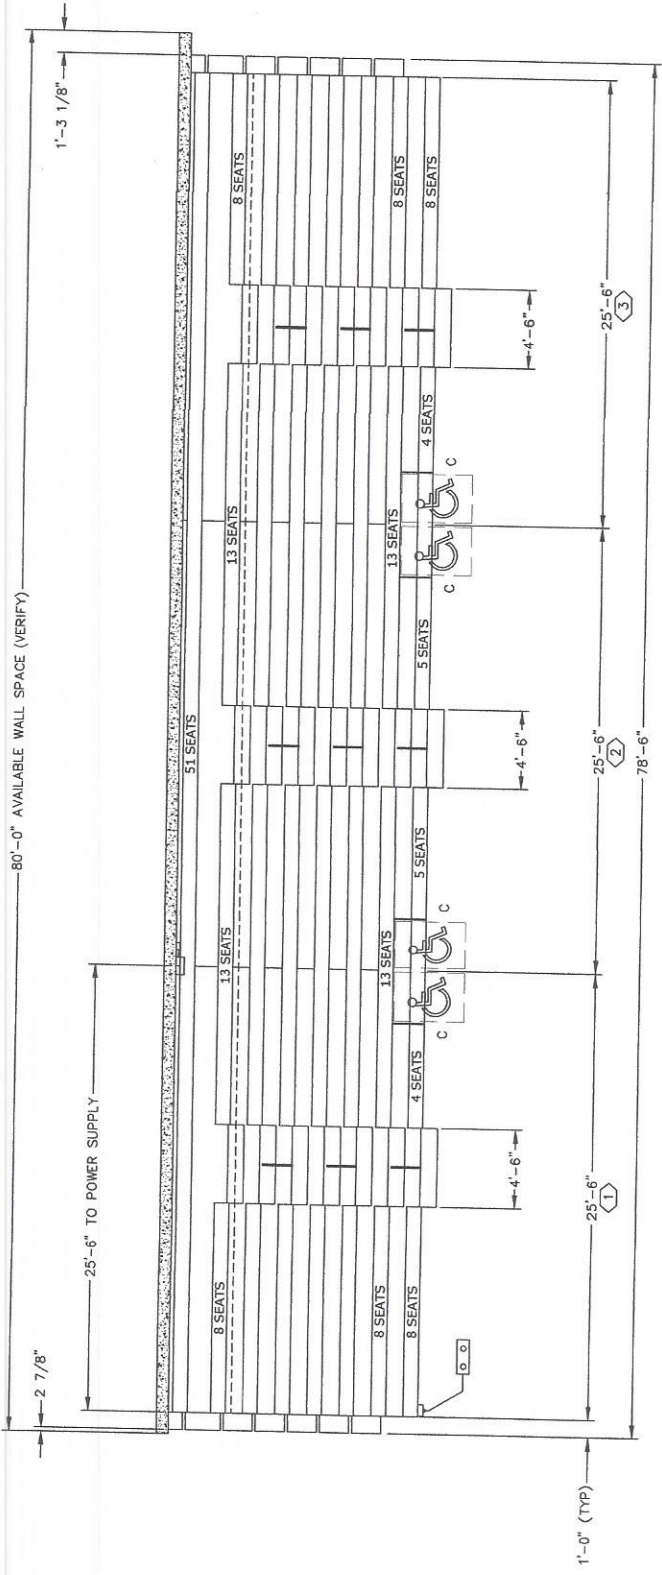 80'-0" AVAILABLE WALL SPACE (VERIFY)
2 7/8"
1'-3 1/8"
25'-6" TO POWER SUPPLY
51 SEATS
8 SEATS
13 SEATS
13 SEATS
8 SEATS
8 SEATS
13 SEATS
13 SEATS
8 SEATS
8 SEATS
4 SEATS
5 SEATS
5 SEATS
4 SEATS
8 SEATS
C
C
C
C
4'-6"
4'-6"
4'-6"
25'-6"
1
25'-6"
2
25'-6"
3
1'-0" (TYP)
78'-6"